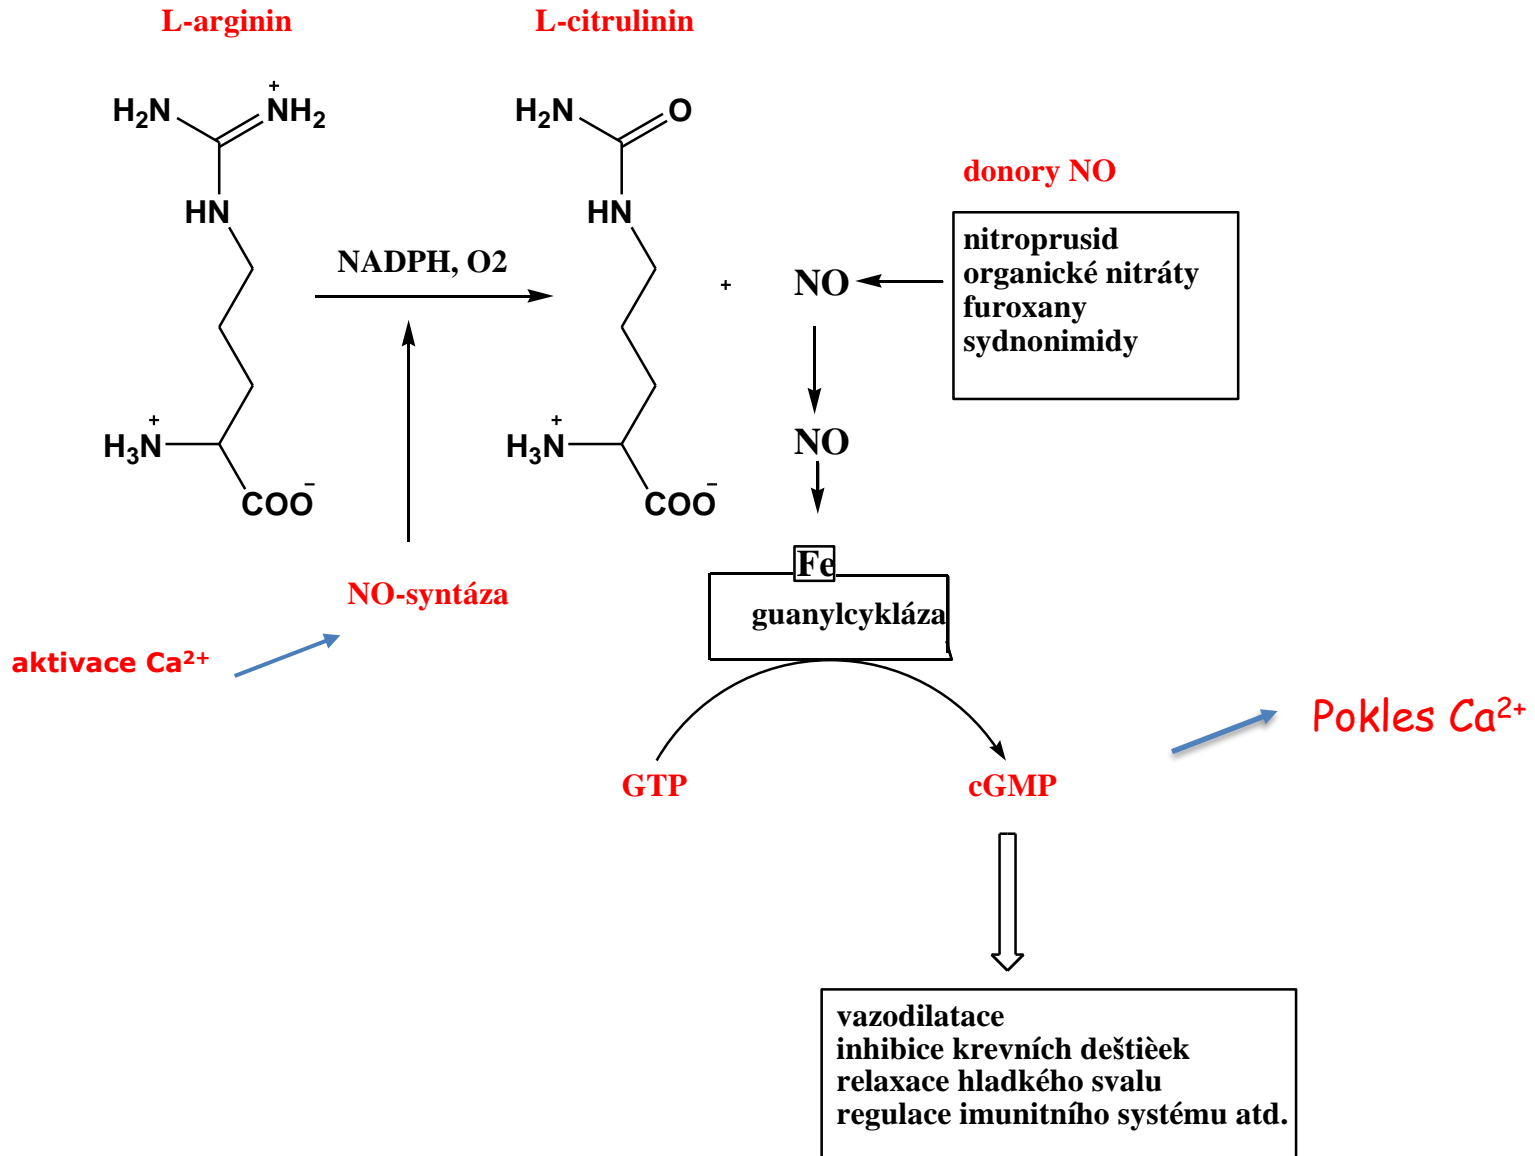 L-arginin
L-citrulinin
H₂N
NH₂⁺
H₂N
O
donory NO
HN
HN
nitroprusid
organické nitráty
furoxany
sydnonimidy
NADPH, O2
+
NO
NO
H₃N⁺
COO⁻
H₃N⁺
COO⁻
Fe
guanylcykláza
NO-syntáza
aktivace Ca²⁺
Pokles Ca²⁺
GTP
cGMP
vazodilatace
inhibice krevních deštièek
relaxace hladkého svalu
regulace imunitního systému atd.